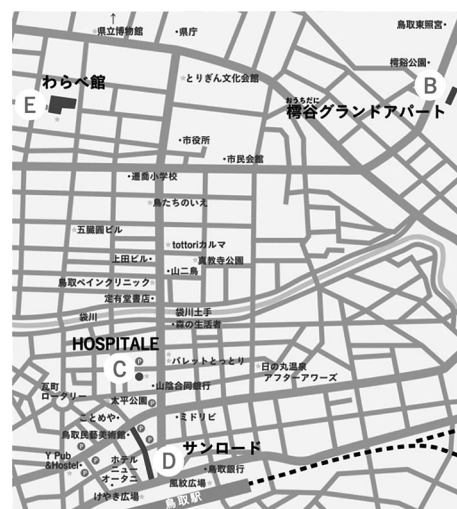 ↑
県立博物館
県庁
鳥取東照宮
樗谿公園
B
わらべ館
E
とりぎん文化会館
おうちだに
樗谷グランドアパート
市役所
市民会館
遷喬小学校
鳥たちのいえ
五臓圓ビル
tottoriカルマ
上田ビル
真教寺公園
山二鳥
鳥取ペインクリニック
定有堂書店
袋川
袋川土手
森の生活者
HOSPITALE
C
P
パレットとっとり
日の丸温泉
アフターアワーズ
瓦町
ロータリー
山陰合同銀行
太平公園
P
ことめや
ミドリビ
鳥取民藝美術館
P
P
P
サンロード
Y Pub
&Hostel
P
P
ホテル
ニュー
オータニ
D
鳥取銀行
風紋広場
けやき広場
鳥取駅